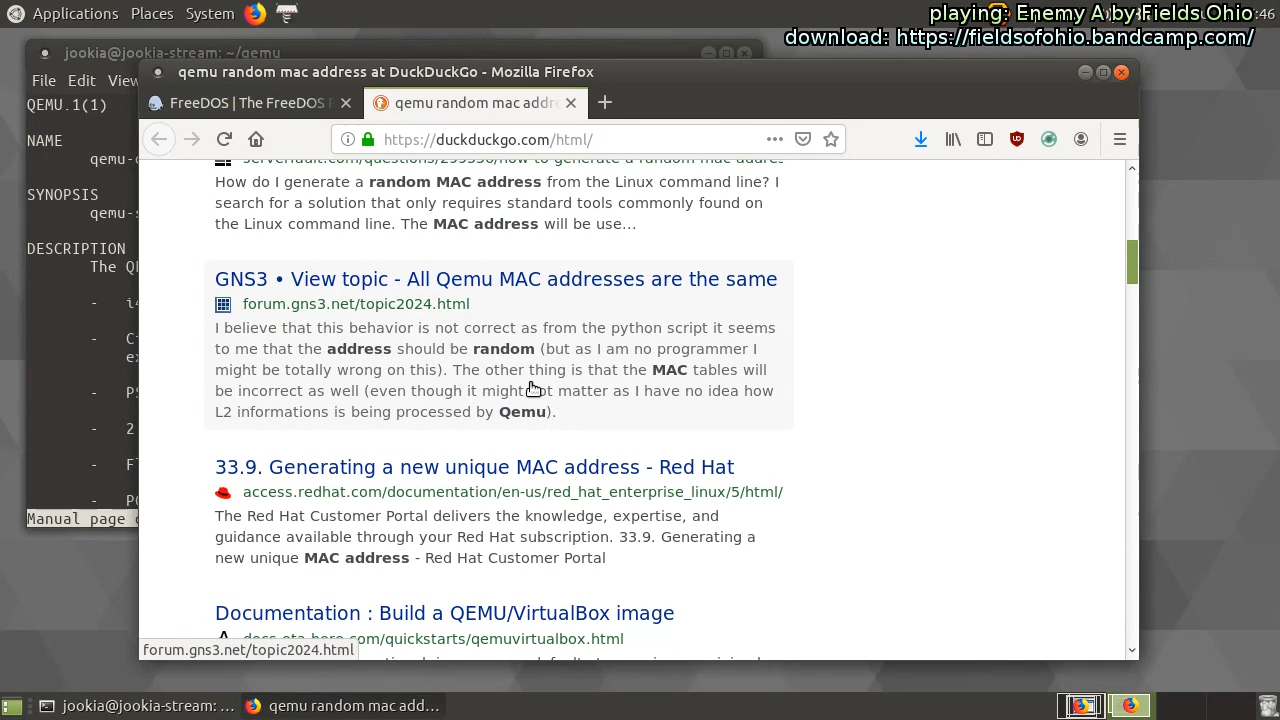 Applications Places System
:46
playing: Enemy A by Fields Ohio
download: https://fieldsofohio.bandcamp.com/
jookia@jookia-stream: ~/qemu
File Edit View
QEMU.1(1)
NAME
SYNOPSIS
DESCRIPTION
The
-
-
-
- 2
-
-
Manual page
qemu random mac address at DuckDuckGo - Mozilla Firefox
FreeDOS | The FreeDOS
qemu random mac addre
https://duckduckgo.com/html/
How do I generate a random MAC address from the Linux command line? I
search for a solution that only requires standard tools commonly found on
the Linux command line. The MAC address will be use...
GNS3 • View topic - All Qemu MAC addresses are the same
forum.gns3.net/topic2024.html
I believe that this behavior is not correct as from the python script it seems
to me that the address should be random (but as I am no programmer I
might be totally wrong on this). The other thing is that the MAC tables will
be incorrect as well (even though it might not matter as I have no idea how
L2 informations is being processed by Qemu).
33.9. Generating a new unique MAC address - Red Hat
access.redhat.com/documentation/en-us/red_hat_enterprise_linux/5/html/
The Red Hat Customer Portal delivers the knowledge, expertise, and
guidance available through your Red Hat subscription. 33.9. Generating a
new unique MAC address - Red Hat Customer Portal
Documentation : Build a QEMU/VirtualBox image
docs.ota.here.com/quickstarts/qemuvirtualbox.html
forum.gns3.net/topic2024.html
jookia@jookia-stream: ...
qemu random mac add...